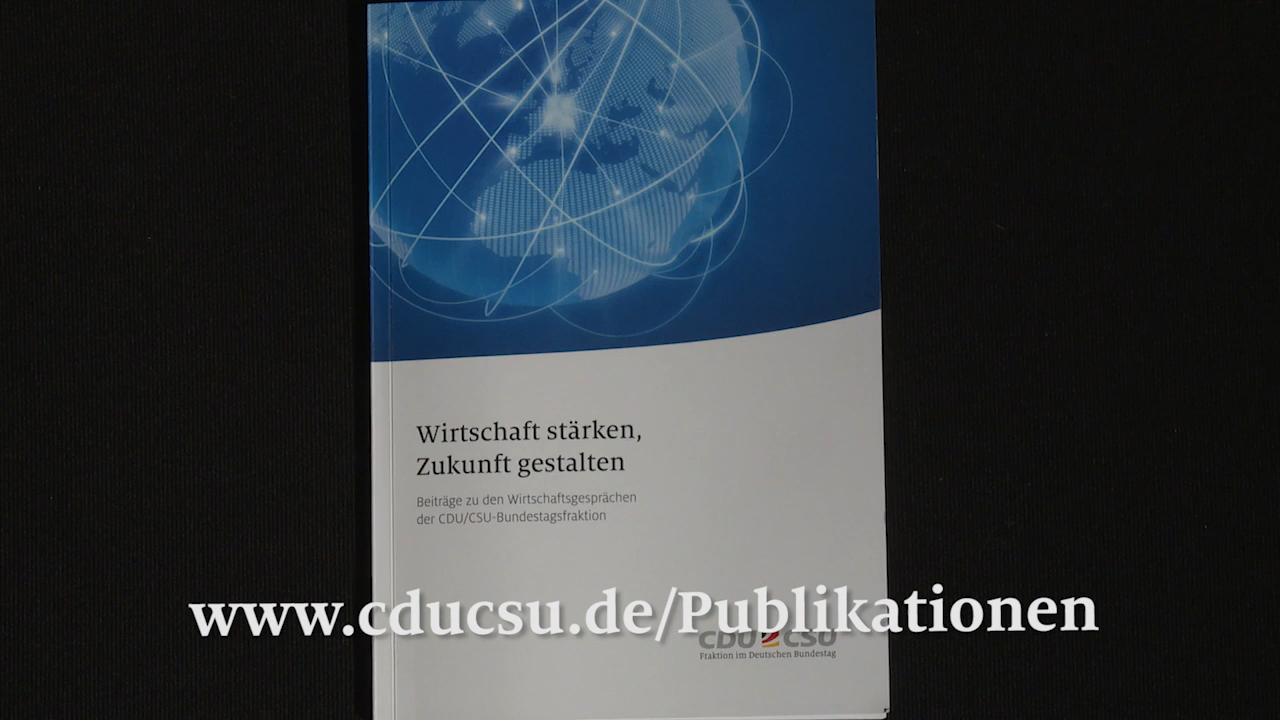 Wirtschaft stärken,
Zukunft gestalten
Beiträge zu den Wirtschaftsgesprächen
der CDU/CSU-Bundestagsfraktion
www.cducsu.de/Publikationen
CDU CSU
Fraktion im Deutschen Bundestag